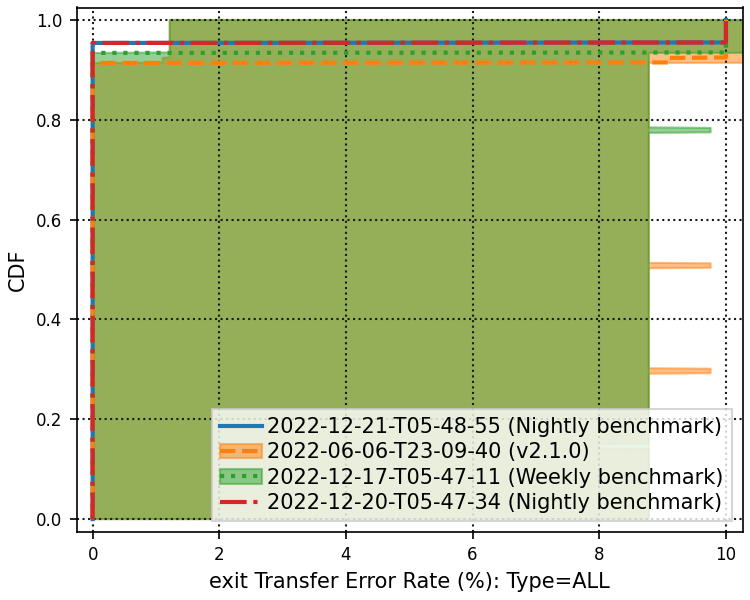 1.0
0.8
0.6
0.4
0.2
0.0
CDF
2022-12-21-T05-48-55 (Nightly benchmark)
2022-06-06-T23-09-40 (v2.1.0)
2022-12-17-T05-47-11 (Weekly benchmark)
2022-12-20-T05-47-34 (Nightly benchmark)
0 2 4 6 8 10
exit Transfer Error Rate (%): Type=ALL